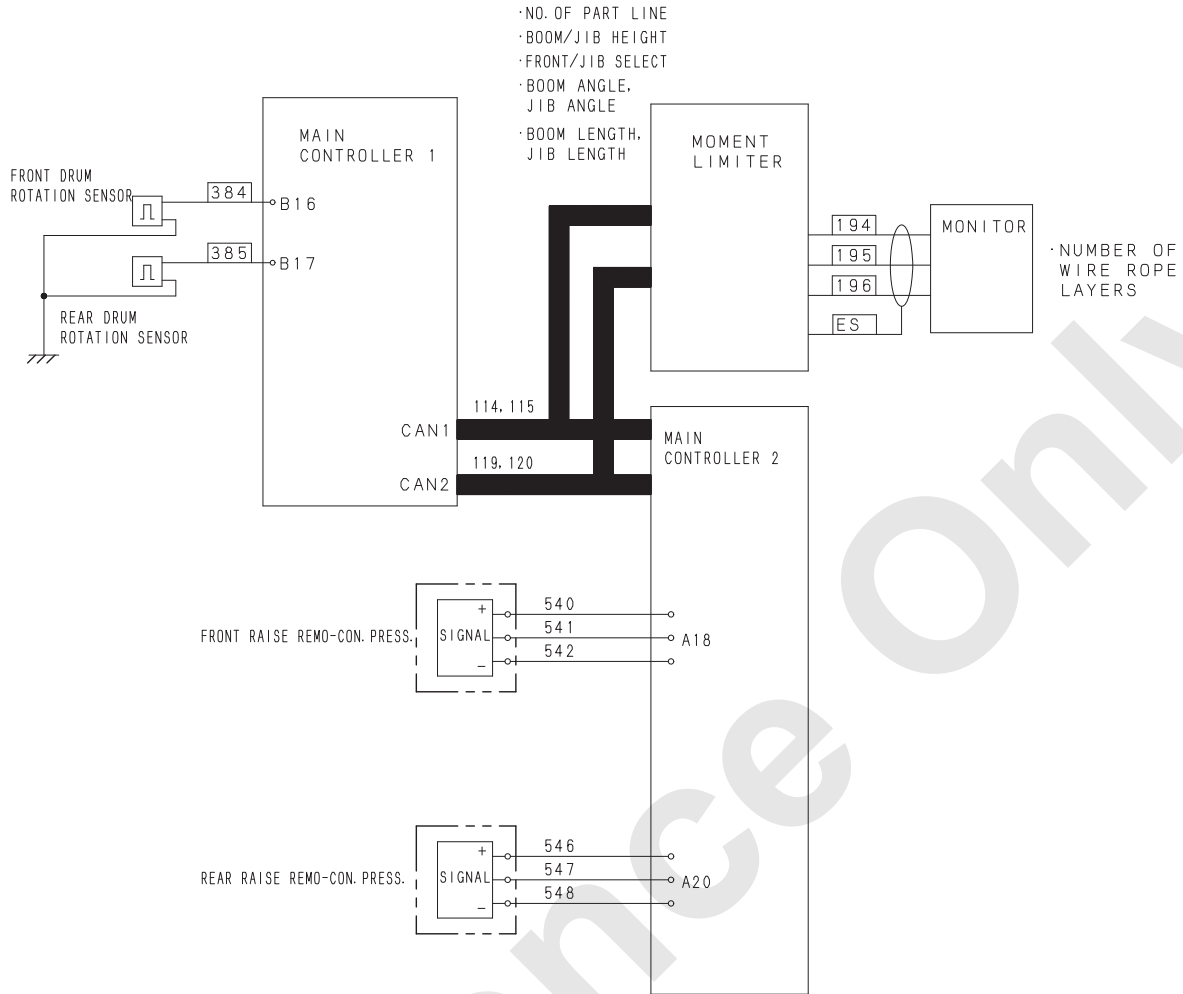 ·NO. OF PART LINE
·BOOM/JIB HEIGHT
·FRONT/JIB SELECT
·BOOM ANGLE,
JIB ANGLE
·BOOM LENGTH,
JIB LENGTH
MAIN
CONTROLLER 1
MOMENT
LIMITER
FRONT DRUM
ROTATION SENSOR
384
B16
385
B17
REAR DRUM
ROTATION SENSOR
194
195
196
ES
MONITOR
·NUMBER OF
WIRE ROPE
LAYERS
CAN1
114, 115
CAN2
119, 120
MAIN
CONTROLLER 2
FRONT RAISE REMO-CON. PRESS.
+
SIGNAL
−
540
541
542
A18
REAR RAISE REMO-CON. PRESS.
+
SIGNAL
−
546
547
548
A20
nce Only